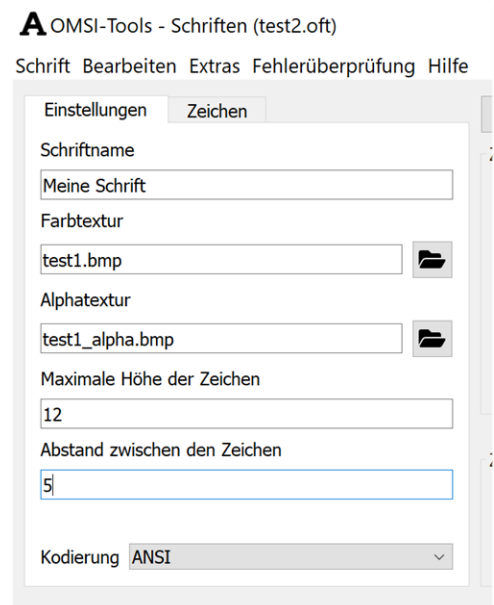 A OMSI-Tools - Schriften (test2.oft)
Schrift Bearbeiten Extras Fehlerüberprüfung Hilfe
Einstellungen Zeichen
Schriftname
Meine Schrift
Farbtextur
test1.bmp
Alphatextur
test1_alpha.bmp
Maximale Höhe der Zeichen
12
Abstand zwischen den Zeichen
5
Kodierung ANSI